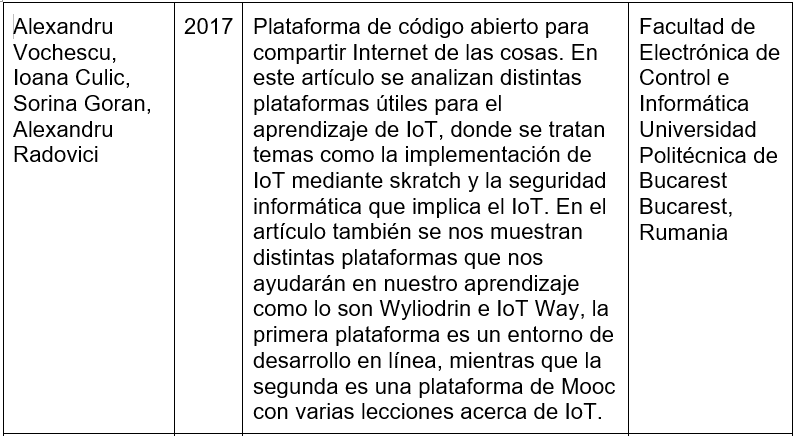 Alexandru
Vochescu,
Ioana Culic,
Sorina Goran,
Alexandru
Radovici
2017
Plataforma de código abierto para
compartir Internet de las cosas. En
este artículo se analizan distintas
plataformas útiles para el
aprendizaje de IoT, donde se tratan
temas como la implementación de
IoT mediante skratch y la seguridad
informática que implica el IoT. En el
artículo también se nos muestran
distintas plataformas que nos
ayudarán en nuestro aprendizaje
como lo son Wyliodrin e IoT Way, la
primera plataforma es un entorno de
desarrollo en línea, mientras que la
segunda es una plataforma de Mooc
con varias lecciones acerca de IoT.
Facultad de
Electrónica de
Control e
Informática
Universidad
Politécnica de
Bucarest
Bucarest,
Rumania